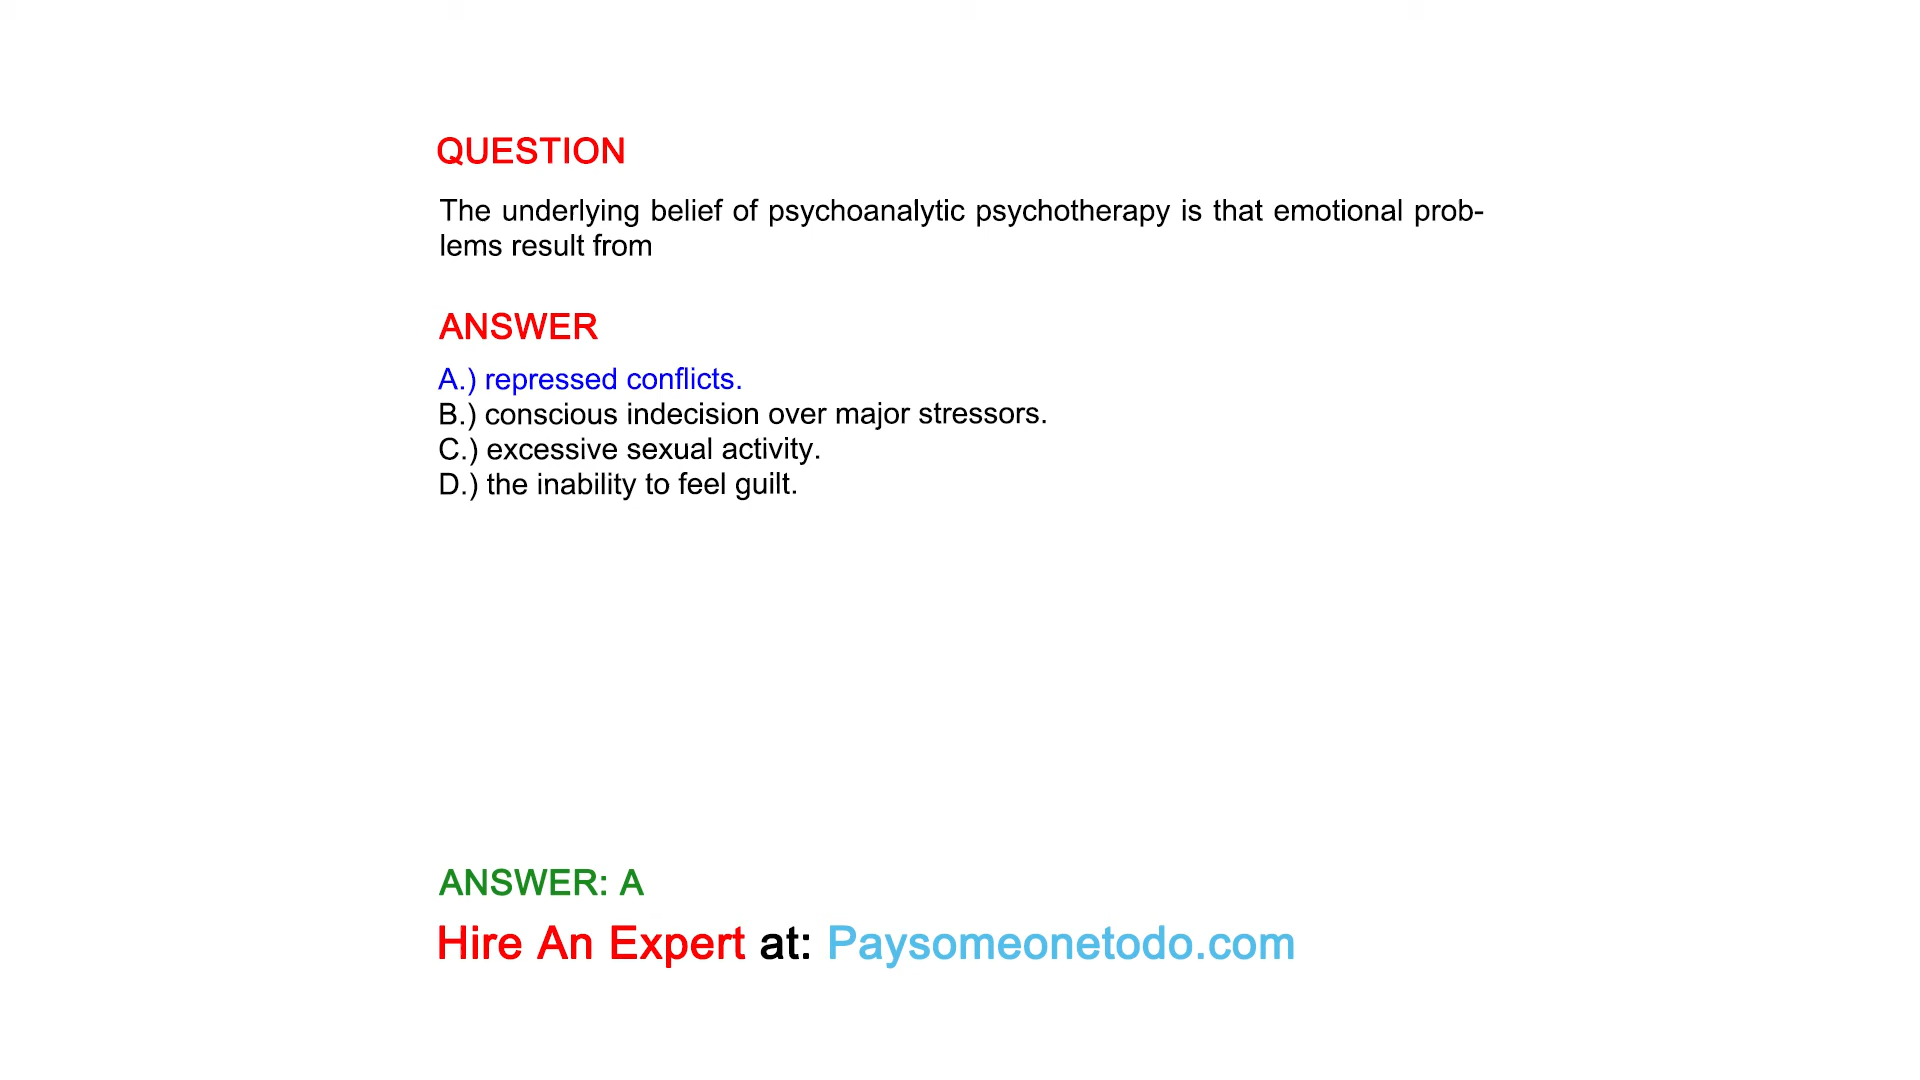 QUESTION
The underlying belief of psychoanalytic psychotherapy is that emotional prob-
lems result from
ANSWER
A.) repressed conflicts.
B.) conscious indecision over major stressors.
C.) excessive sexual activity.
D.) the inability to feel guilt.
ANSWER: A
Hire An Expert at: Paysomeonetodo.com